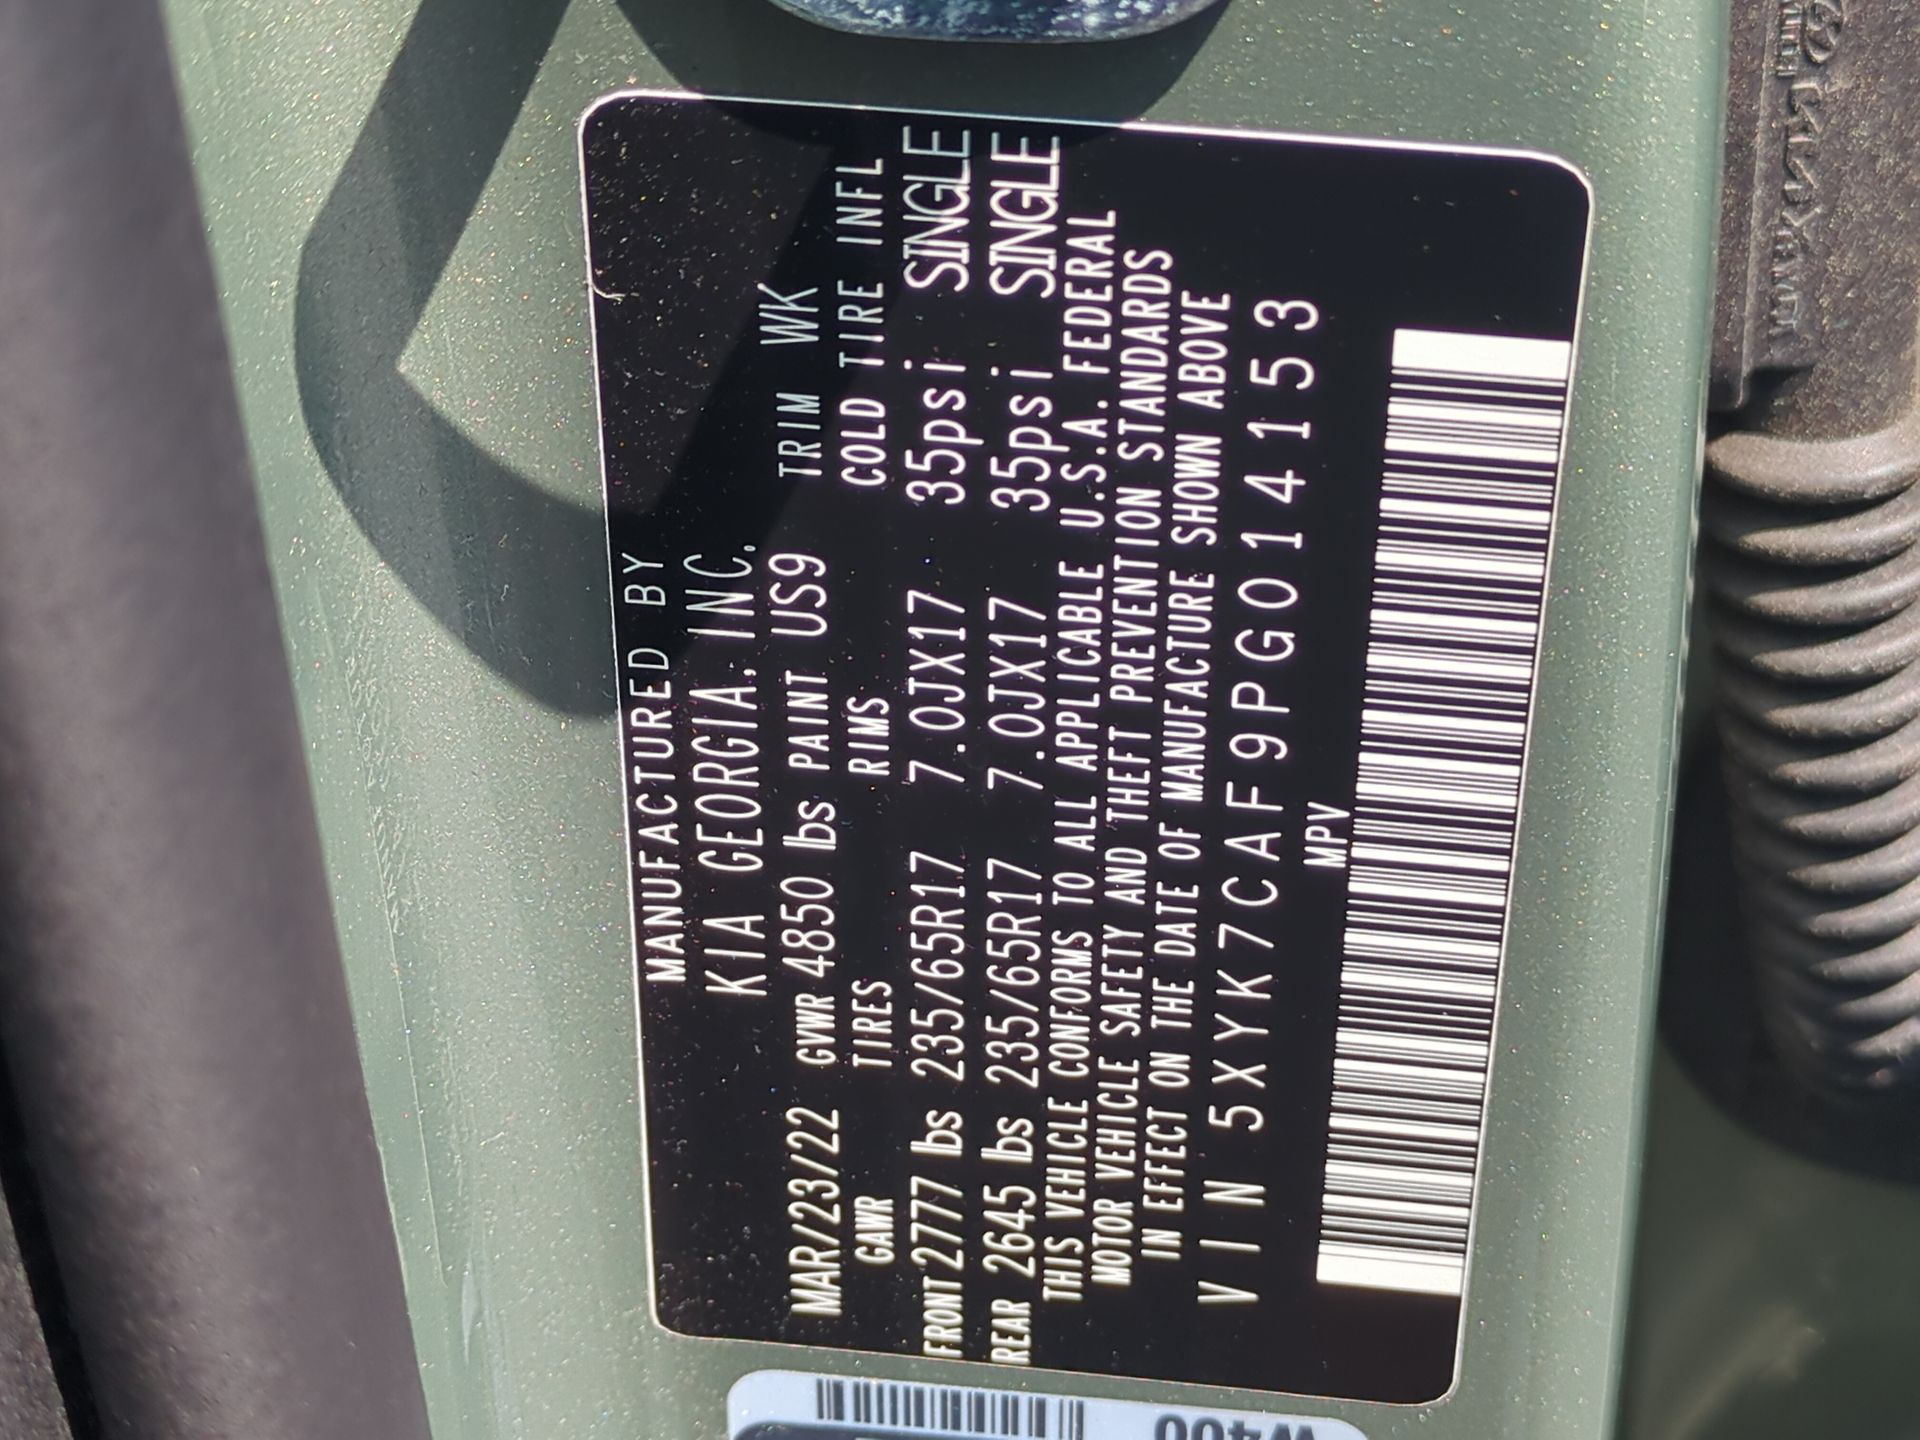 MANUFACTURED BY
KIA GEORGIA, INC.
MAR/23/22 GVWR 4850 lbs PAINT US9 TRIM WK
GAWR TIRES RIMS COLD TIRE INFL
FRONT 2777 lbs 235/65R17 7.0JX17 35psi SINGLE
REAR 2645 lbs 235/65R17 7.0JX17 35psi SINGLE
THIS VEHICLE CONFORMS TO ALL APPLICABLE U.S.A. FEDERAL
MOTOR VEHICLE SAFETY AND THEFT PREVENTION STANDARDS
IN EFFECT ON THE DATE OF MANUFACTURE SHOWN ABOVE
VIN 5XYK7CAF9PG014153
MPV